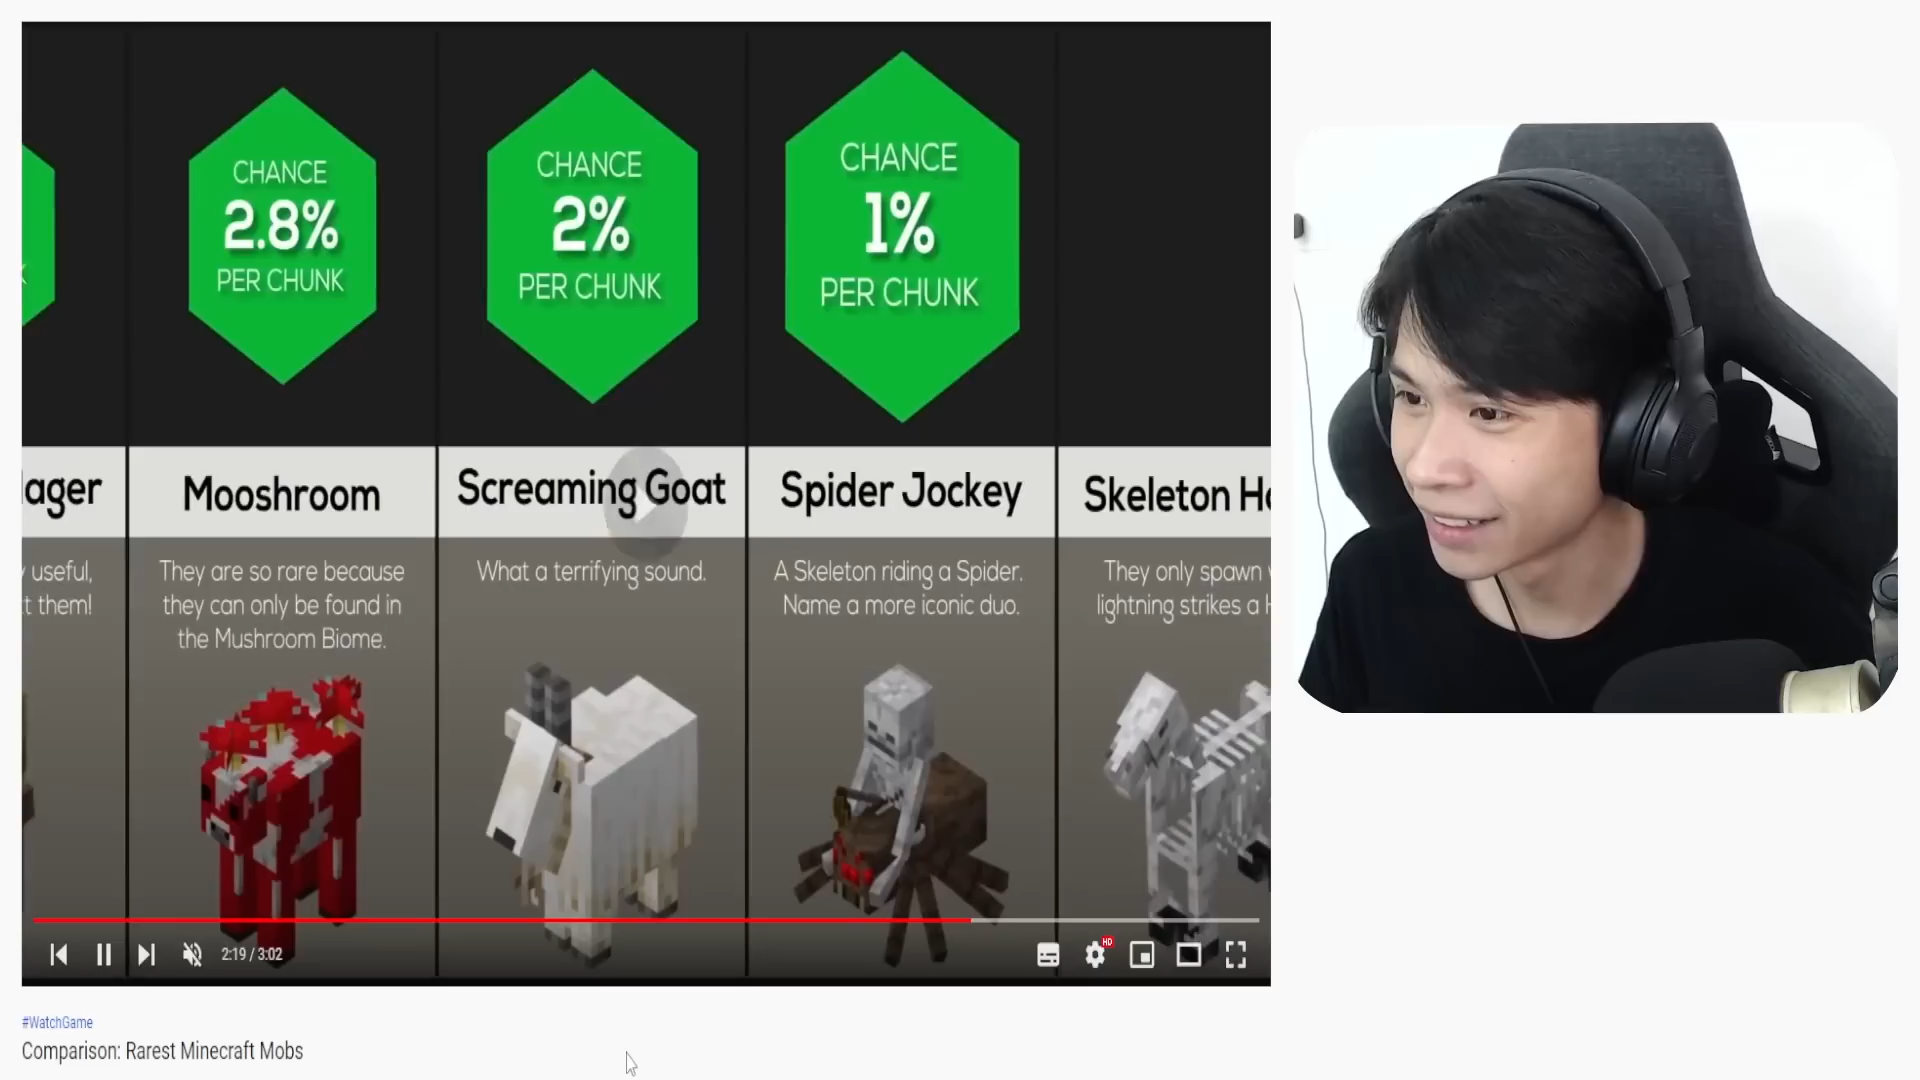 CHANCE
2.8%
PER CHUNK
CHANCE
2%
PER CHUNK
CHANCE
1%
PER CHUNK
ager
Mooshroom
Screaming Goat
Spider Jockey
Skeleton Ho
useful,
t them!
They are so rare because
they can only be found in
the Mushroom Biome.
What a terrifying sound.
A Skeleton riding a Spider.
Name a more iconic duo.
They only spawn
lightning strikes a H
2:19 / 3:02
HD
#WatchGame
Comparison: Rarest Minecraft Mobs